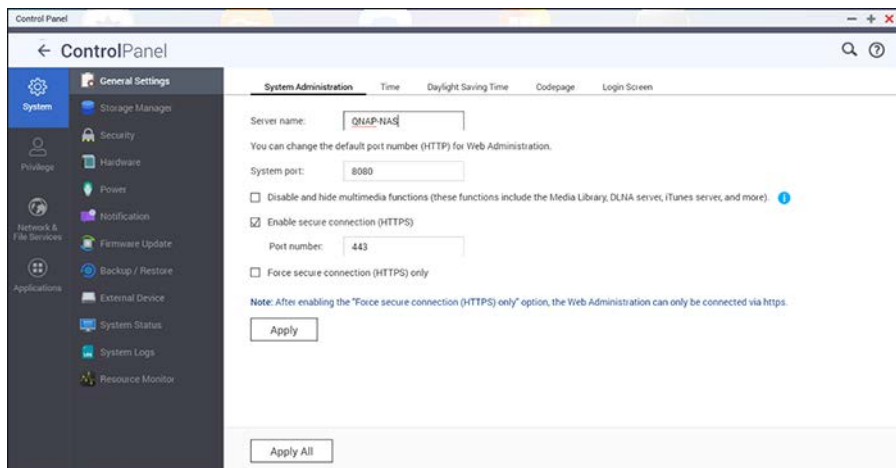 Control Panel
ControlPanel
System
Privilege
Network &
File Services
Applications
General Settings
Storage Manager
Security
Hardware
Power
Notification
Firmware Update
Backup / Restore
External Device
System Status
System Logs
Resource Monitor
System Administration Time Daylight Saving Time Codepage Login Screen
Server name: QNAP-NAS
You can change the default port number (HTTP) for Web Administration.
System port: 8080
Disable and hide multimedia functions (these functions include the Media Library, DLNA server, iTunes server, and more).
Enable secure connection (HTTPS)
Port number: 443
Force secure connection (HTTPS) only
Note: After enabling the "Force secure connection (HTTPS) only" option, the Web Administration can only be connected via https.
Apply
Apply All